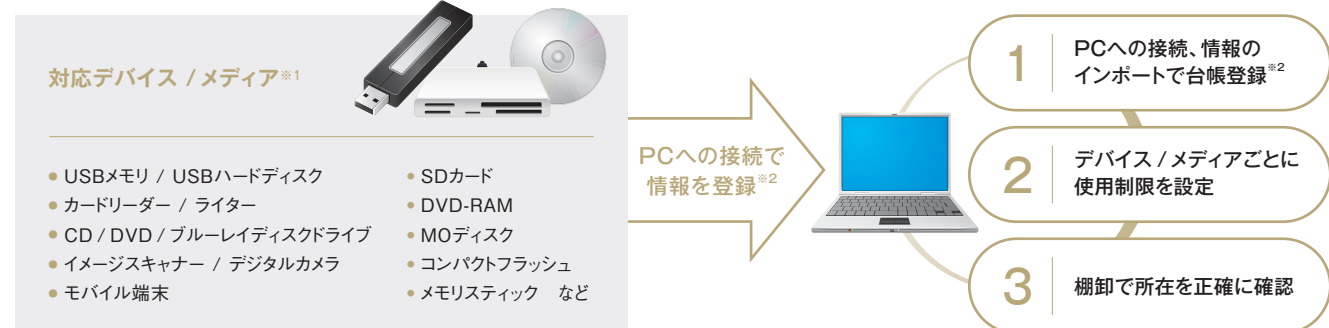 対応デバイス / メディア※1
• USBメモリ / USBハードディスク
• カードリーダー / ライター
• CD / DVD / ブルーレイディスクドライブ
• イメージスキャナー / デジタルカメラ
• モバイル端末
• SDカード
• DVD-RAM
• MOディスク
• コンパクトフラッシュ
• メモリスティック　など
PCへの接続で
情報を登録※2
1
PCへの接続、情報の
インポートで台帳登録※2
2
デバイス / メディアごとに
使用制限を設定
3
棚卸で所在を正確に確認